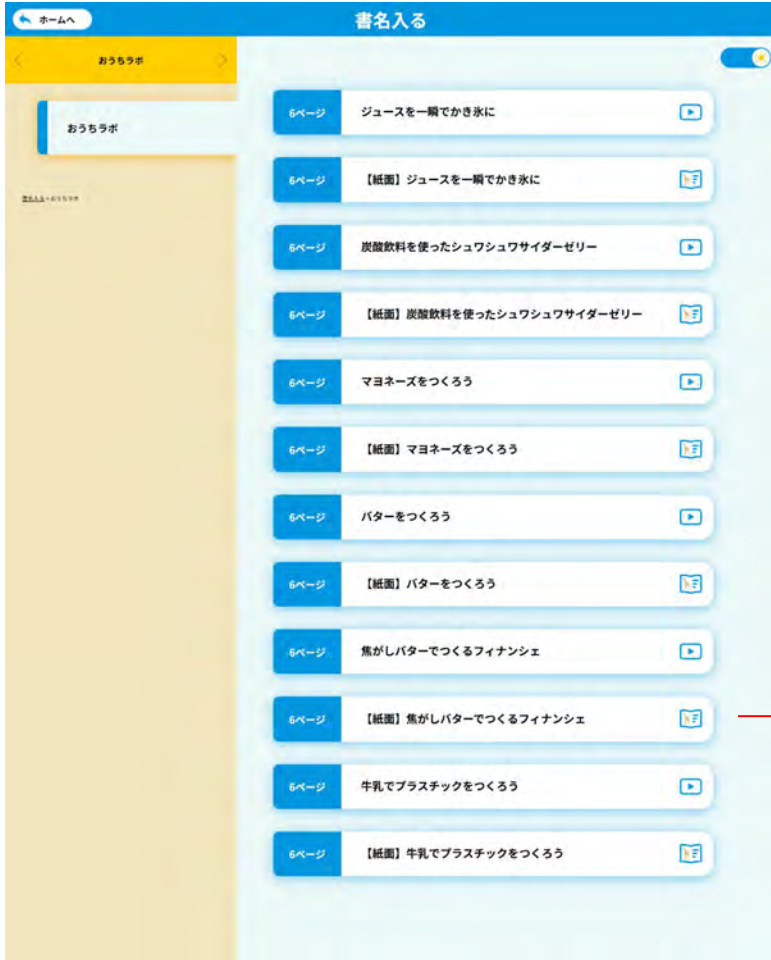 ホームへ
書名入る
おうちラボ
おうちラボ
書名入る>おうちラボ
6ページ ジュースを一瞬でかき氷に
6ページ 【紙面】ジュースを一瞬でかき氷に
6ページ 炭酸飲料を使ったシュワシュワサイダーゼリー
6ページ 【紙面】炭酸飲料を使ったシュワシュワサイダーゼリー
6ページ マヨネーズをつくろう
6ページ 【紙面】マヨネーズをつくろう
6ページ バターをつくろう
6ページ 【紙面】バターをつくろう
6ページ 焦がしバターでつくるフィナンシェ
6ページ 【紙面】焦がしバターでつくるフィナンシェ
6ページ 牛乳でプラスチックをつくろう
6ページ 【紙面】牛乳でプラスチックをつくろう